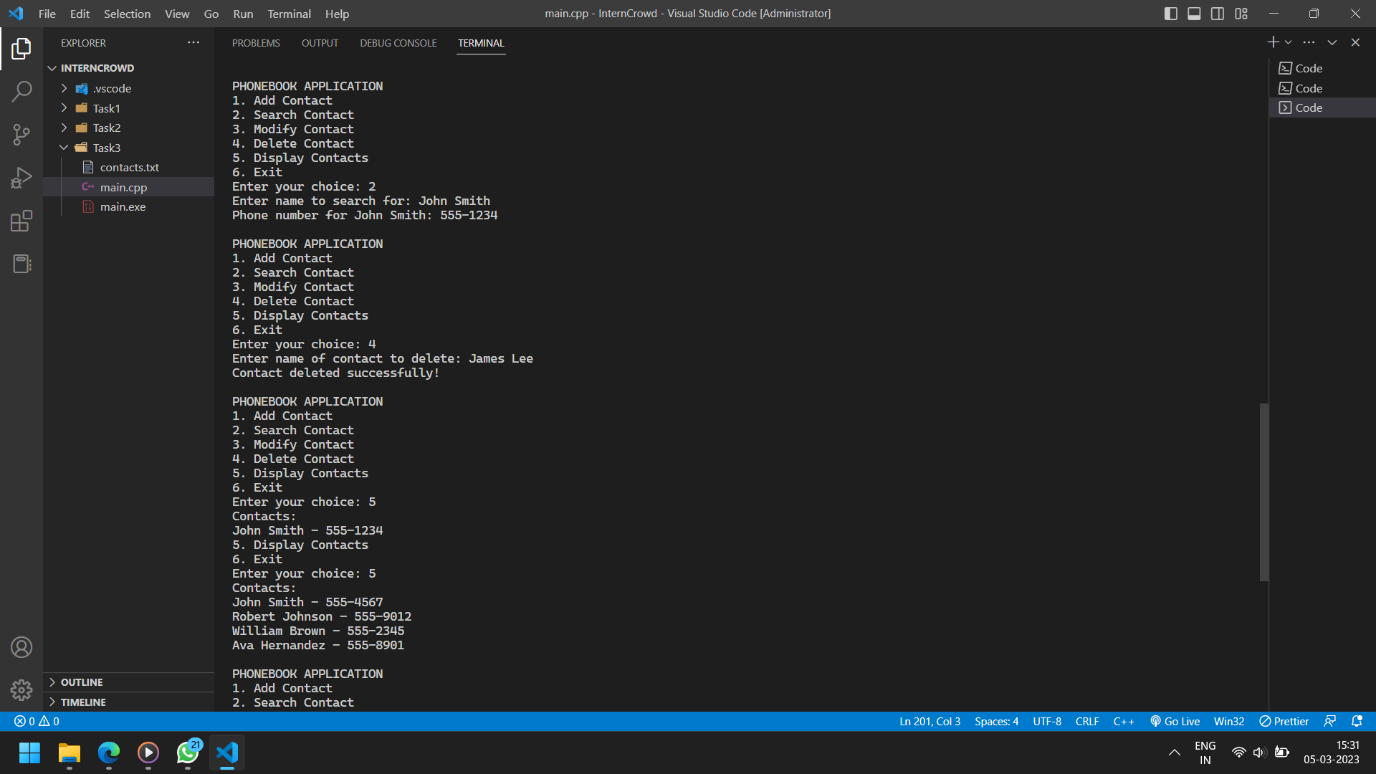 File Edit Selection View Go Run Terminal Help
main.cpp - InternCrowd - Visual Studio Code [Administrator]
EXPLORER
INTERNCROWD
.vscode
Task1
Task2
Task3
contacts.txt
main.cpp
main.exe
OUTLINE
TIMELINE
PROBLEMS OUTPUT DEBUG CONSOLE TERMINAL
PHONEBOOK APPLICATION
1. Add Contact
2. Search Contact
3. Modify Contact
4. Delete Contact
5. Display Contacts
6. Exit
Enter your choice: 2
Enter name to search for: John Smith
Phone number for John Smith: 555-1234
PHONEBOOK APPLICATION
1. Add Contact
2. Search Contact
3. Modify Contact
4. Delete Contact
5. Display Contacts
6. Exit
Enter your choice: 4
Enter name of contact to delete: James Lee
Contact deleted successfully!
PHONEBOOK APPLICATION
1. Add Contact
2. Search Contact
3. Modify Contact
4. Delete Contact
5. Display Contacts
6. Exit
Enter your choice: 5
Contacts:
John Smith - 555-1234
5. Display Contacts
6. Exit
Enter your choice: 5
Contacts:
John Smith - 555-4567
Robert Johnson - 555-9012
William Brown - 555-2345
Ava Hernandez - 555-8901
PHONEBOOK APPLICATION
1. Add Contact
2. Search Contact
Code
Code
Code
0 0
Ln 201, Col 3 Spaces: 4 UTF-8 CRLF C++ Go Live Win32 Prettier
21
ENG
IN
15:31
05-03-2023